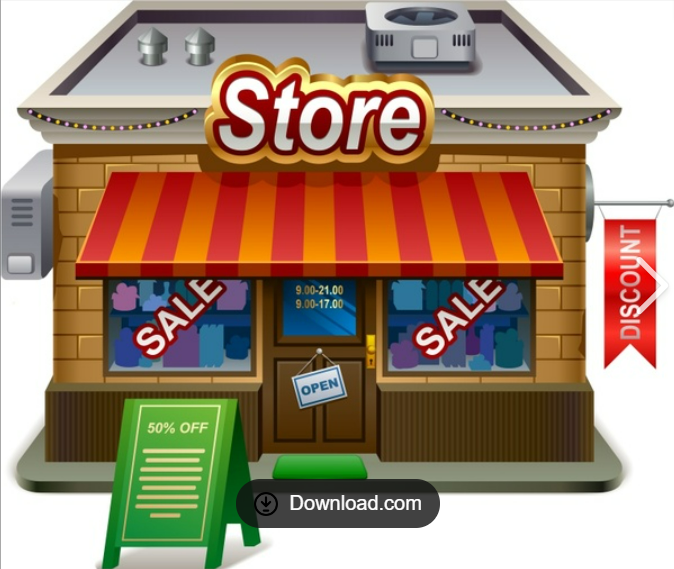 Store
DISCOUNT
SALE
9.00-21.00
9.00-17.00
SALE
OPEN
50% OFF
Download.com